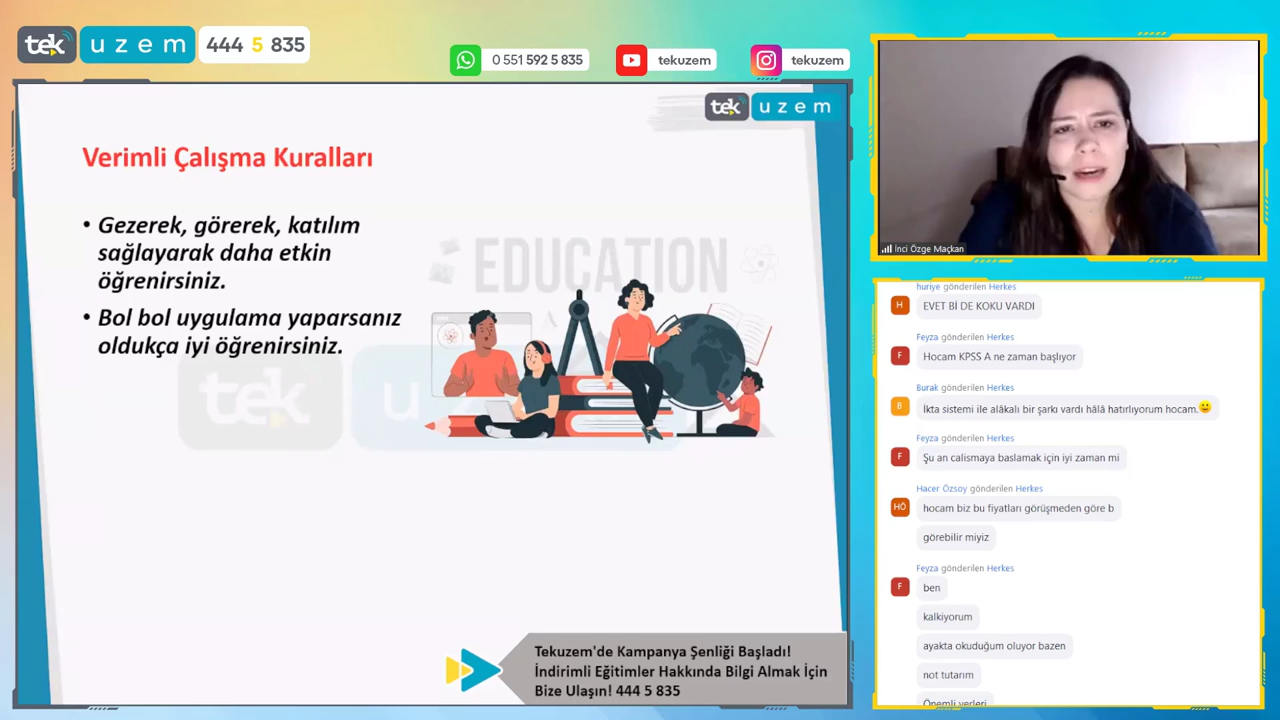 tek
uzem
444 5 835
0 551 592 5 835
tekuzem
tekuzem
tek
uzem
Verimli Çalışma Kuralları
• Gezerek, görerek, katılım
sağlayarak daha etkin
öğrenirsiniz.
• Bol bol uygulama yaparsanız
oldukça iyi öğrenirsiniz.
EDUCATION
tek
u
Tekuzem'de Kampanya Şenliği Başladı!
İndirimli Eğitimler Hakkında Bilgi Almak İçin
Bize Ulaşın! 444 5 835
İnci Özge Maçkan
huriye gönderilen Herkes
H
EVET Bİ DE KOKU VARDI
Feyza gönderilen Herkes
F
Hocam KPSS A ne zaman başlıyor
Burak gönderilen Herkes
B
İkta sistemi ile alâkalı bir şarkı vardı hâlâ hatırlıyorum hocam.
Feyza gönderilen Herkes
F
Şu an calismaya baslamak için iyi zaman mi
Hacer Özsoy gönderilen Herkes
HÖ
hocam biz bu fiyatları görüşmeden göre b
görebilir miyiz
Feyza gönderilen Herkes
F
ben
kalkiyorum
ayakta okuduğum oluyor bazen
not tutarım
Önemli yerleri